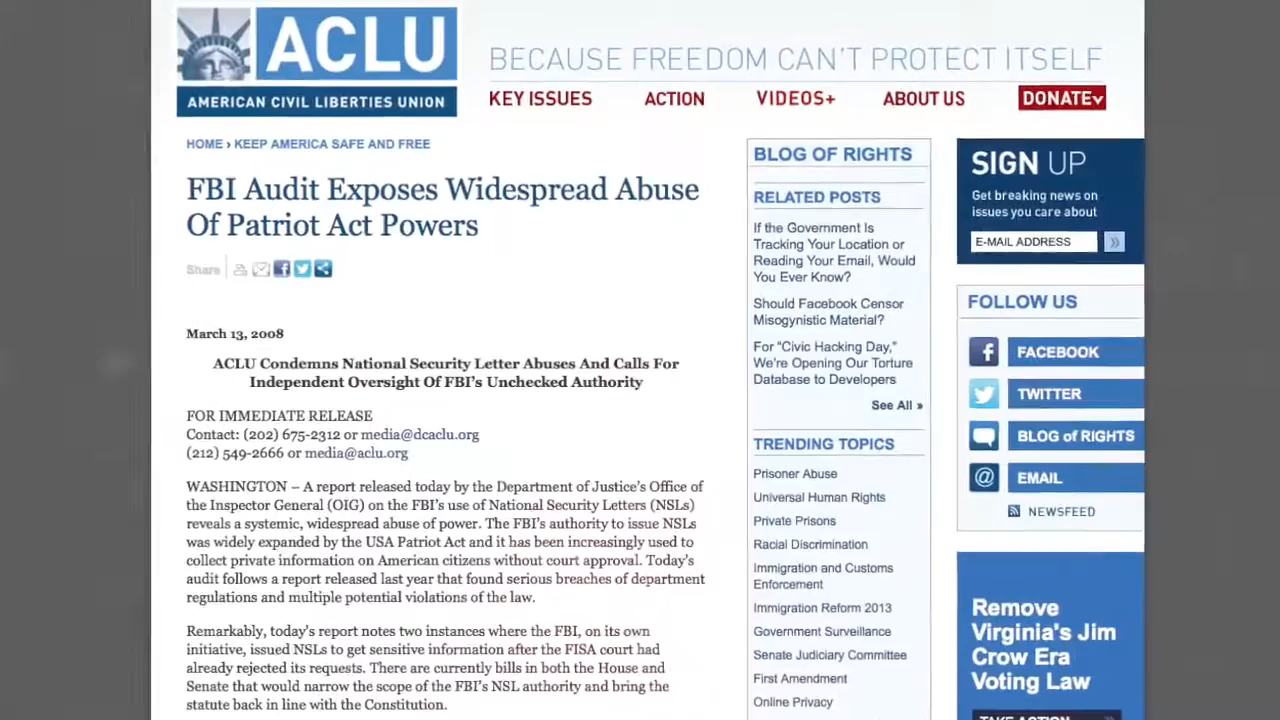 ACLU
AMERICAN CIVIL LIBERTIES UNION
BECAUSE FREEDOM CAN'T PROTECT ITSELF
KEY ISSUES ACTION VIDEOS+ ABOUT US DONATE
HOME › KEEP AMERICA SAFE AND FREE
FBI Audit Exposes Widespread Abuse
Of Patriot Act Powers
Share
March 13, 2008
ACLU Condemns National Security Letter Abuses And Calls For
Independent Oversight Of FBI's Unchecked Authority
FOR IMMEDIATE RELEASE
Contact: (202) 675-2312 or media@dcaclu.org
(212) 549-2666 or media@aclu.org
WASHINGTON – A report released today by the Department of Justice's Office of
the Inspector General (OIG) on the FBI's use of National Security Letters (NSLs)
reveals a systemic, widespread abuse of power. The FBI's authority to issue NSLs
was widely expanded by the USA Patriot Act and it has been increasingly used to
collect private information on American citizens without court approval. Today's
audit follows a report released last year that found serious breaches of department
regulations and multiple potential violations of the law.
Remarkably, today's report notes two instances where the FBI, on its own
initiative, issued NSLs to get sensitive information after the FISA court had
already rejected its requests. There are currently bills in both the House and
Senate that would narrow the scope of the FBI's NSL authority and bring the
statute back in line with the Constitution.
BLOG OF RIGHTS
RELATED POSTS
If the Government Is
Tracking Your Location or
Reading Your Email, Would
You Ever Know?
Should Facebook Censor
Misogynistic Material?
For "Civic Hacking Day,"
We're Opening Our Torture
Database to Developers
See All »
TRENDING TOPICS
Prisoner Abuse
Universal Human Rights
Private Prisons
Racial Discrimination
Immigration and Customs
Enforcement
Immigration Reform 2013
Government Surveillance
Senate Judiciary Committee
First Amendment
Online Privacy
SIGN UP
Get breaking news on
issues you care about
E-MAIL ADDRESS »
FOLLOW US
FACEBOOK
TWITTER
BLOG of RIGHTS
@ EMAIL
NEWSFEED
Remove
Virginia's Jim
Crow Era
Voting Law
TAKE ACTION